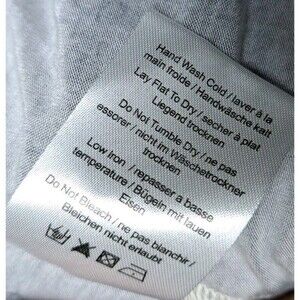 Hand Wash Cold / laver à la
main froide / Handwäsche kalt
Lay Flat To Dry / secher à plat
Liegend trocknen
Do Not Tumble Dry / ne pas
essorer / nicht im Wäschetrockner
trocknen
Low Iron / repasser a basse
temperature / Bügeln mit lauen
Eisen
Do Not Bleach / ne pas blanchir /
Bleichen nicht erlaubt